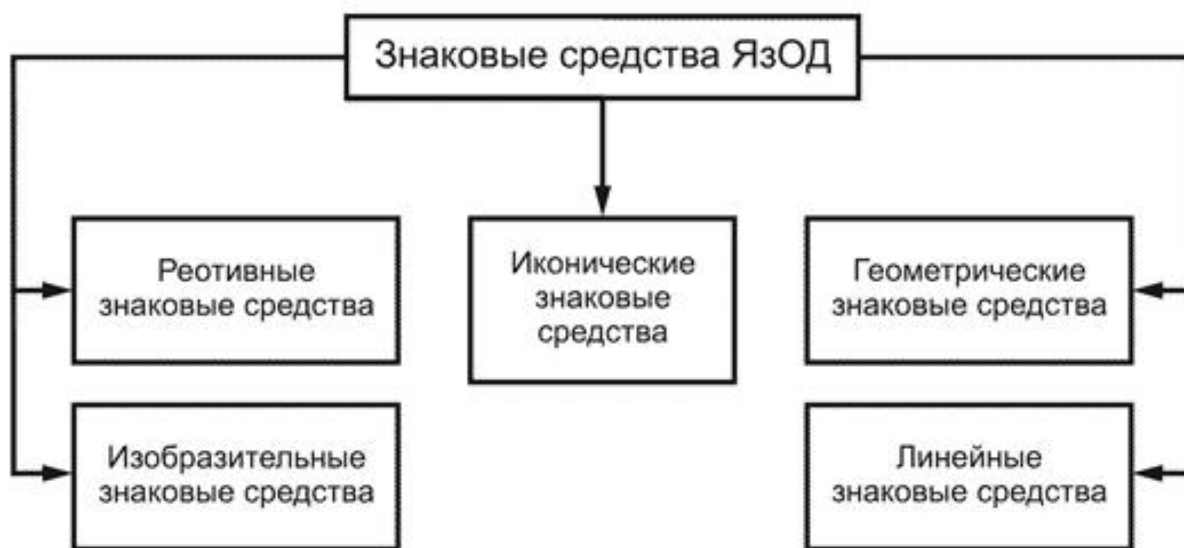 Знаковые средства ЯзОД
Реотивные
знаковые средства
Иконические
знаковые
средства
Геометрические
знаковые средства
Изобразительные
знаковые средства
Линейные
знаковые средства